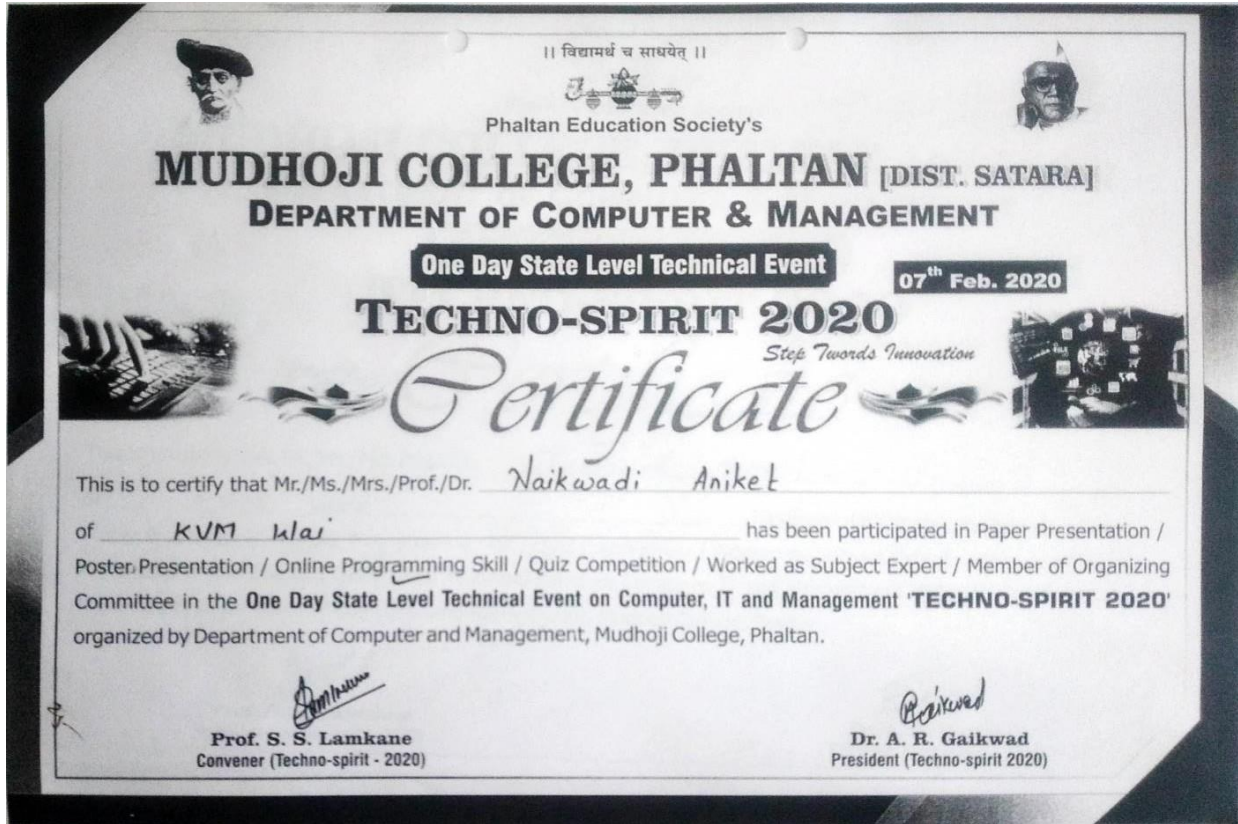 ।। विद्यामर्थं च साधयेत् ।।
Phaltan Education Society's
MUDHOJI COLLEGE, PHALTAN [DIST. SATARA]
DEPARTMENT OF COMPUTER & MANAGEMENT
One Day State Level Technical Event
07th Feb. 2020
TECHNO-SPIRIT 2020
Step Twords Innovation
Certificate
This is to certify that Mr./Ms./Mrs./Prof./Dr. Naikwadi Aniket
of KVM Wai has been participated in Paper Presentation /
Poster Presentation / Online Programming Skill / Quiz Competition / Worked as Subject Expert / Member of Organizing
Committee in the One Day State Level Technical Event on Computer, IT and Management 'TECHNO-SPIRIT 2020'
organized by Department of Computer and Management, Mudhoji College, Phaltan.
Prof. S. S. Lamkane
Convener (Techno-spirit - 2020)
Gaikwad
Dr. A. R. Gaikwad
President (Techno-spirit 2020)